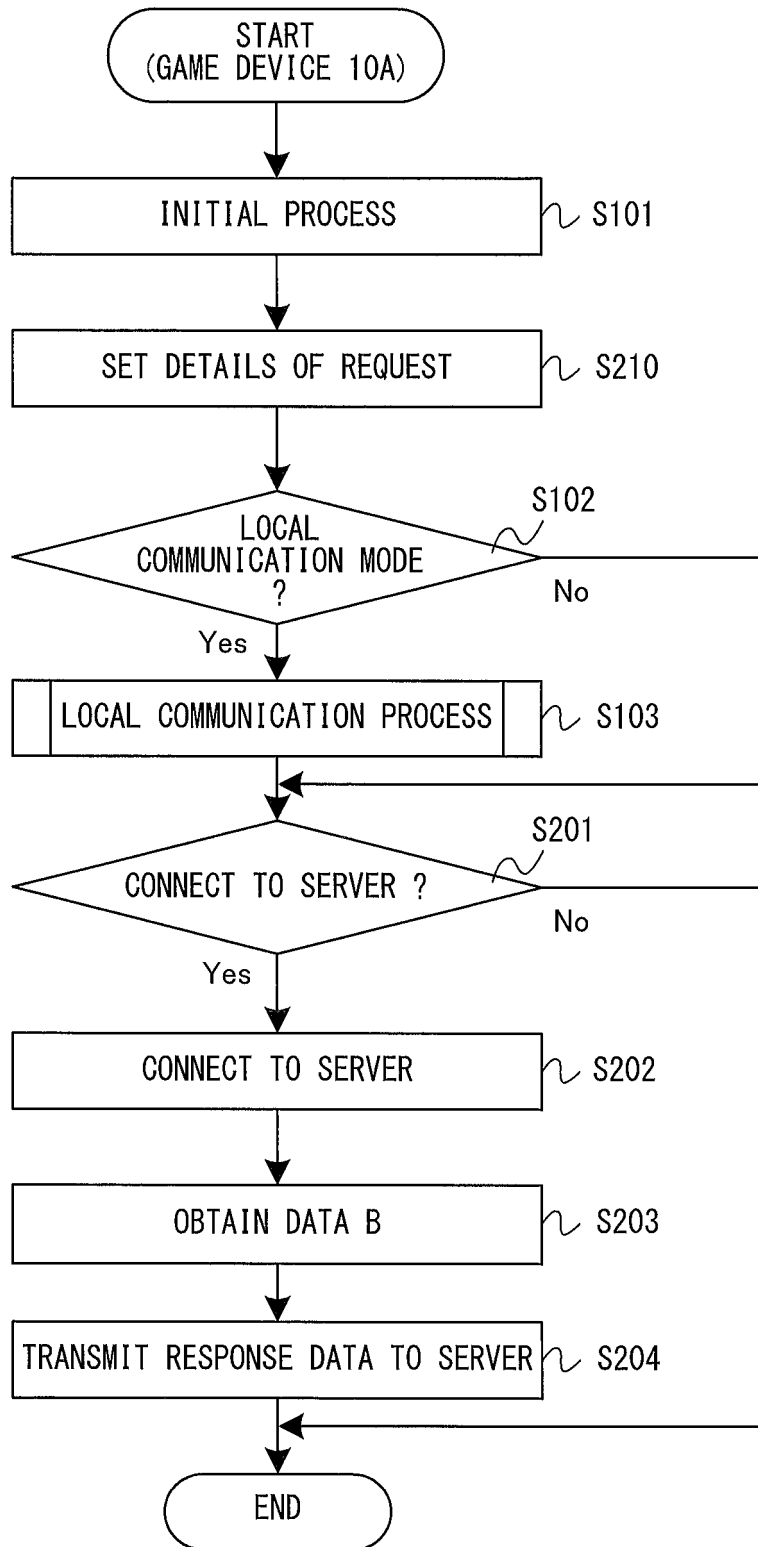 START
(GAME DEVICE 10A)
INITIAL PROCESS
S101
SET DETAILS OF REQUEST
S210
S102
LOCAL
COMMUNICATION MODE
?
No
Yes
LOCAL COMMUNICATION PROCESS
S103
S201
CONNECT TO SERVER ?
No
Yes
CONNECT TO SERVER
S202
OBTAIN DATA B
S203
TRANSMIT RESPONSE DATA TO SERVER
S204
END